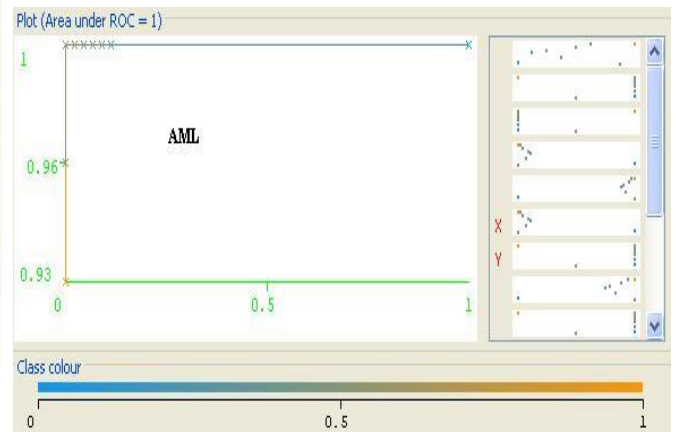 Plot (Area under ROC = 1)
1
AML
0.96
0.93
0 0.5 1
X
Y
Class colour
0 0.5 1